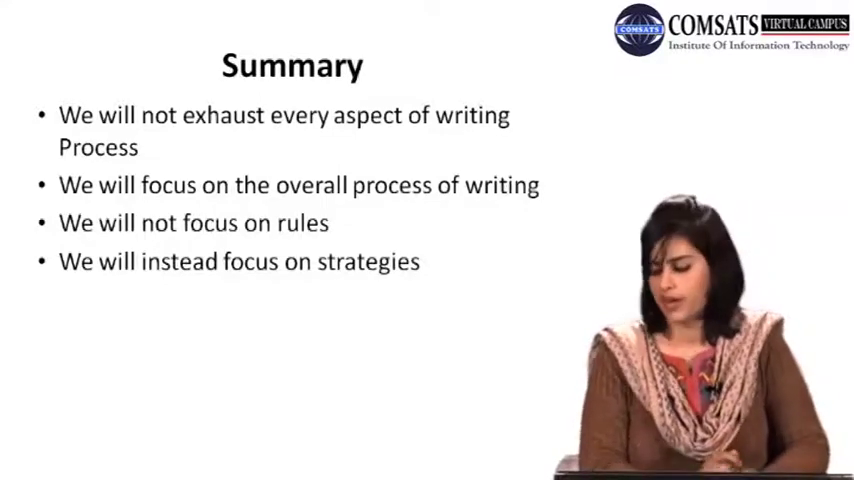 COMSATS VIRTUAL CAMPUS
COMSATS
Institute Of Information Technology
Summary
• We will not exhaust every aspect of writing
Process
• We will focus on the overall process of writing
• We will not focus on rules
• We will instead focus on strategies